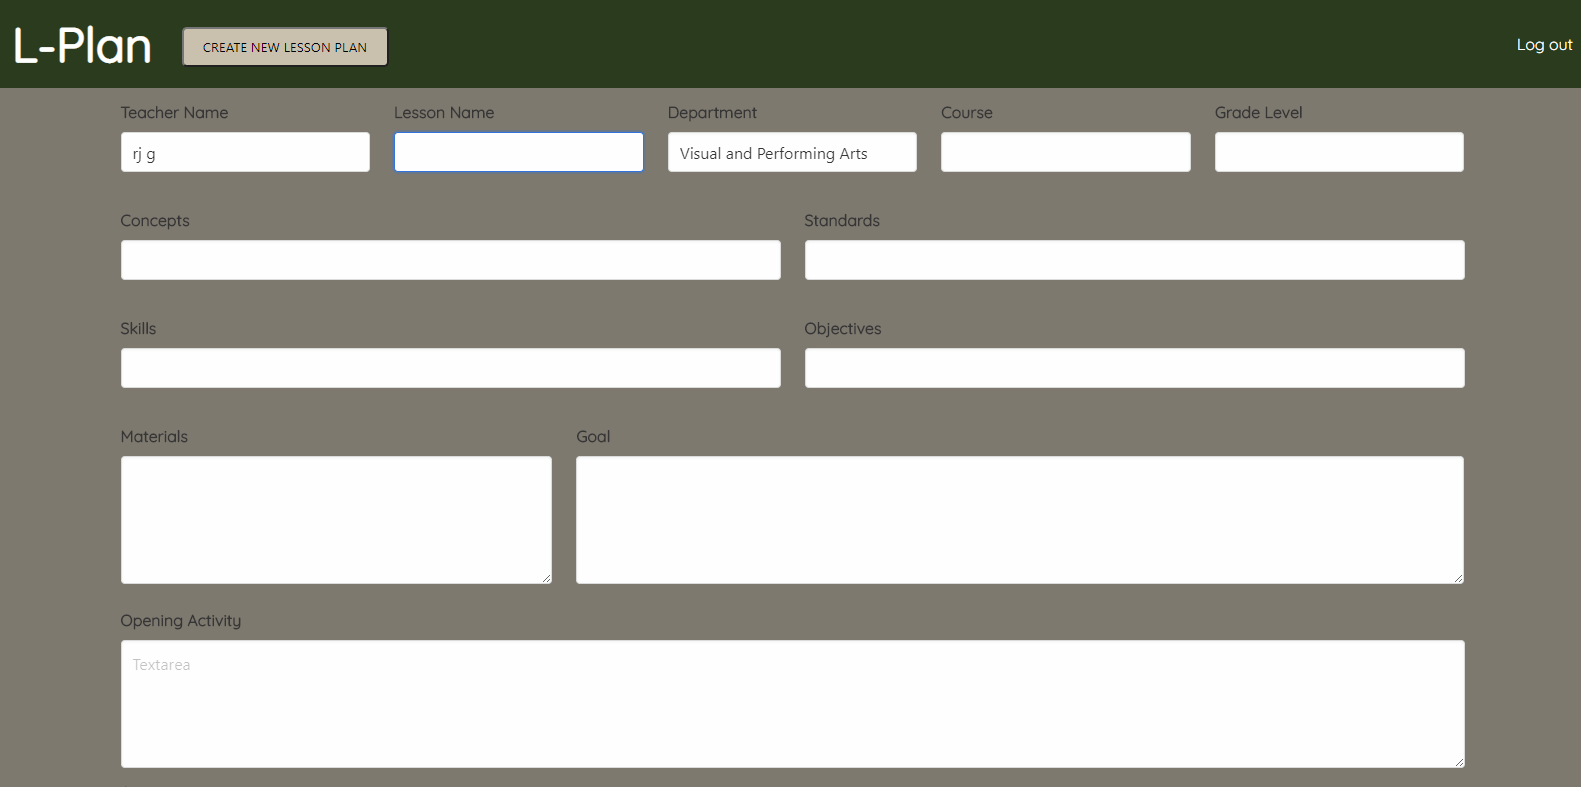 L-Plan CREATE NEW LESSON PLAN Log out
Teacher Name Lesson Name Department Course Grade Level
rj g Visual and Performing Arts
Concepts Standards
Skills Objectives
Materials Goal
Opening Activity
Textarea